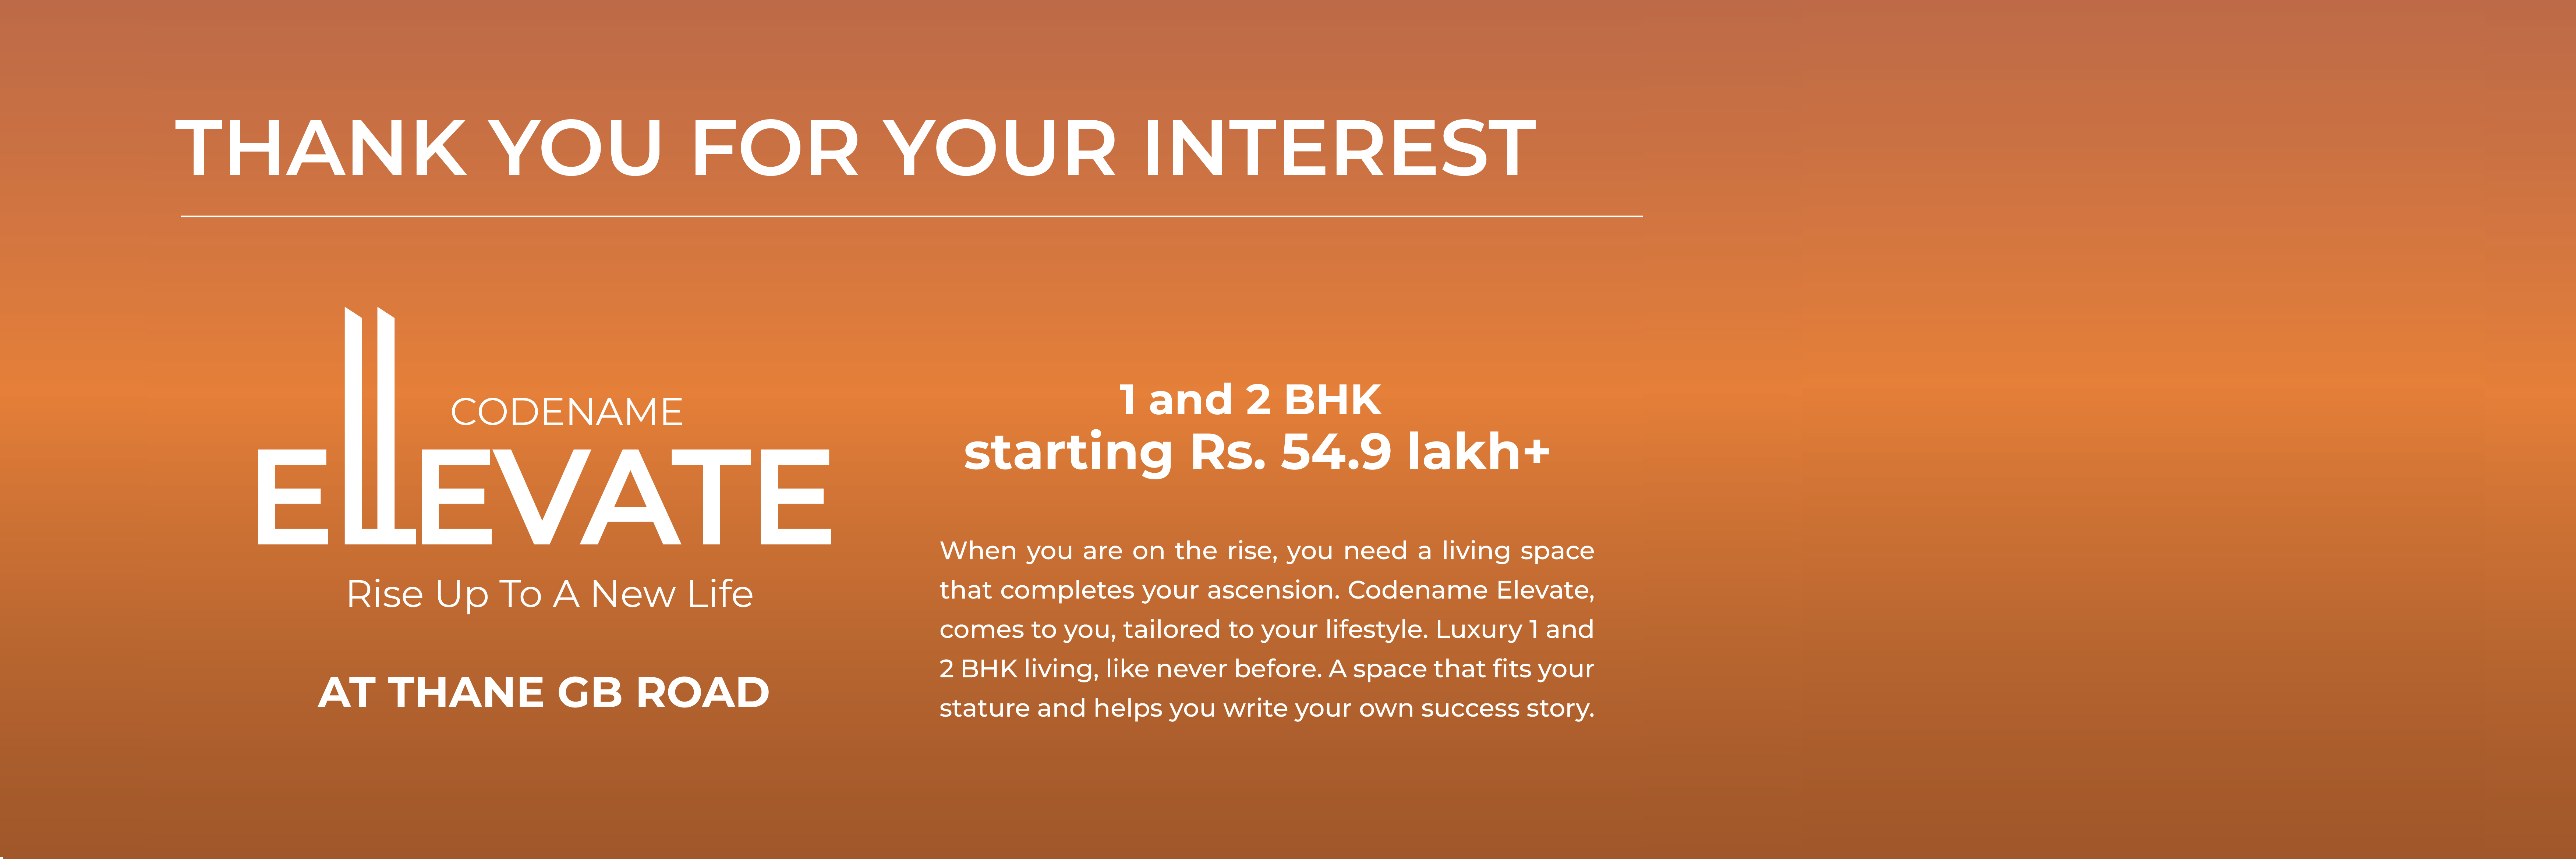 THANK YOU FOR YOUR INTEREST
CODENAME
ELEVATE
Rise Up To A New Life
AT THANE GB ROAD
1 and 2 BHK
starting Rs. 54.9 lakh+
When you are on the rise, you need a living space
that completes your ascension. Codename Elevate,
comes to you, tailored to your lifestyle. Luxury 1 and
2 BHK living, like never before. A space that fits your
stature and helps you write your own success story.